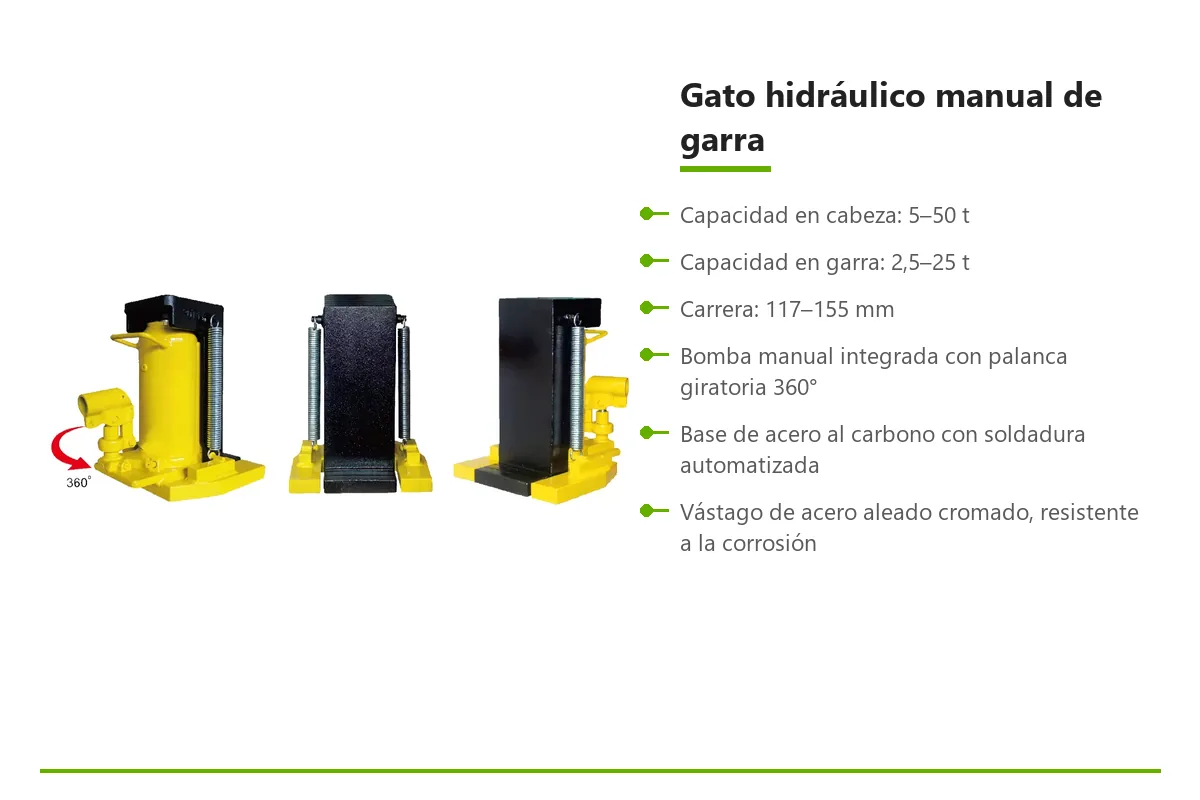 Gato hidráulico manual de
garra
Capacidad en cabeza: 5–50 t
Capacidad en garra: 2,5–25 t
Carrera: 117–155 mm
Bomba manual integrada con palanca
giratoria 360°
Base de acero al carbono con soldadura
automatizada
Vástago de acero aleado cromado, resistente
a la corrosión
360°